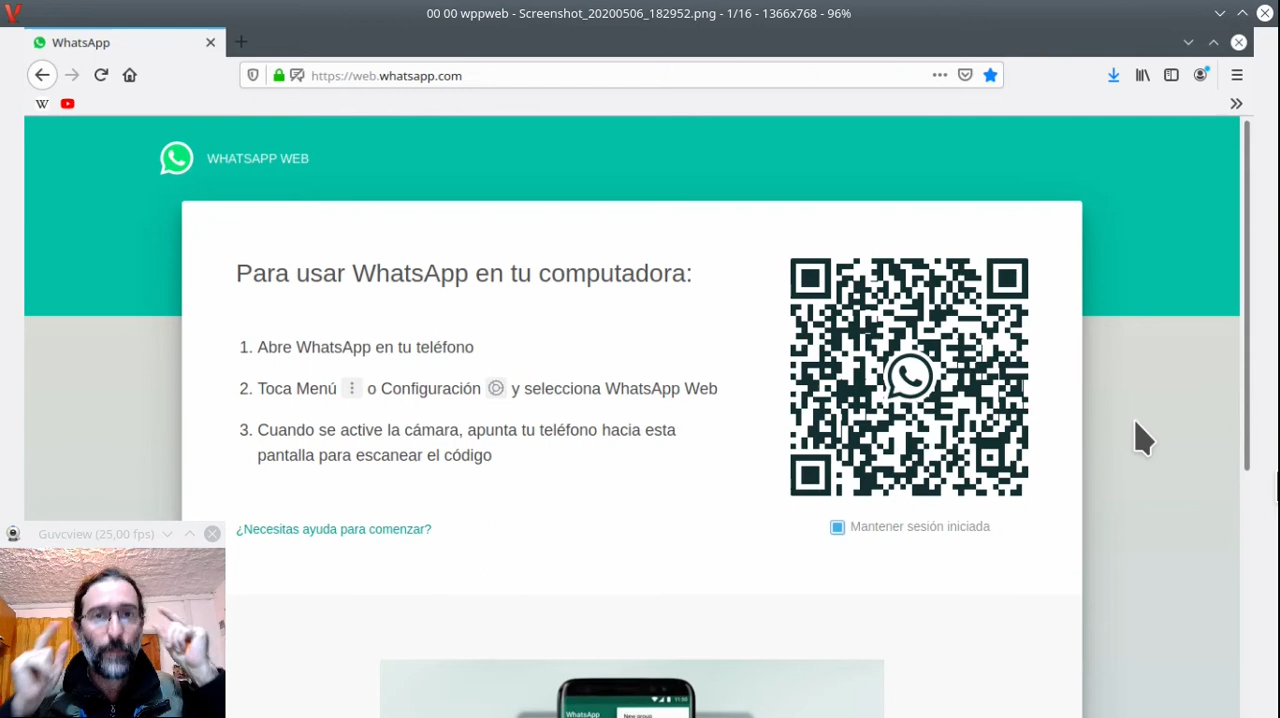 00 00 wppweb - Screenshot_20200506_182952.png - 1/16 - 1366x768 - 96%
WhatsApp
https://web.whatsapp.com
W
WHATSAPP WEB
Para usar WhatsApp en tu computadora:
1. Abre WhatsApp en tu teléfono
2. Toca Menú o Configuración y selecciona WhatsApp Web
3. Cuando se active la cámara, apunta tu teléfono hacia esta
pantalla para escanear el código
¿Necesitas ayuda para comenzar?
Mantener sesión iniciada
Guvcview (25,00 fps)
WhatsApp
New group